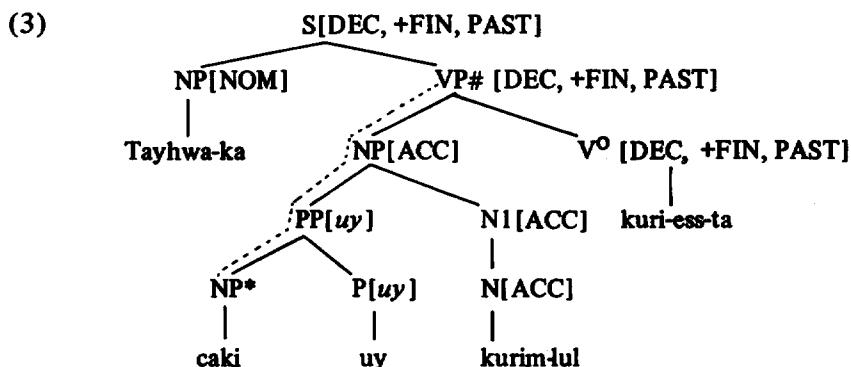 (3) S[DEC, +FIN, PAST]
NP[NOM] VP# [DEC, +FIN, PAST]
Tayhwa-ka NP[ACC] V° [DEC, +FIN, PAST]
PP[uy] N1[ACC] kuri-ess-ta
NP* P[uy] N[ACC]
caki uy kurim-lul